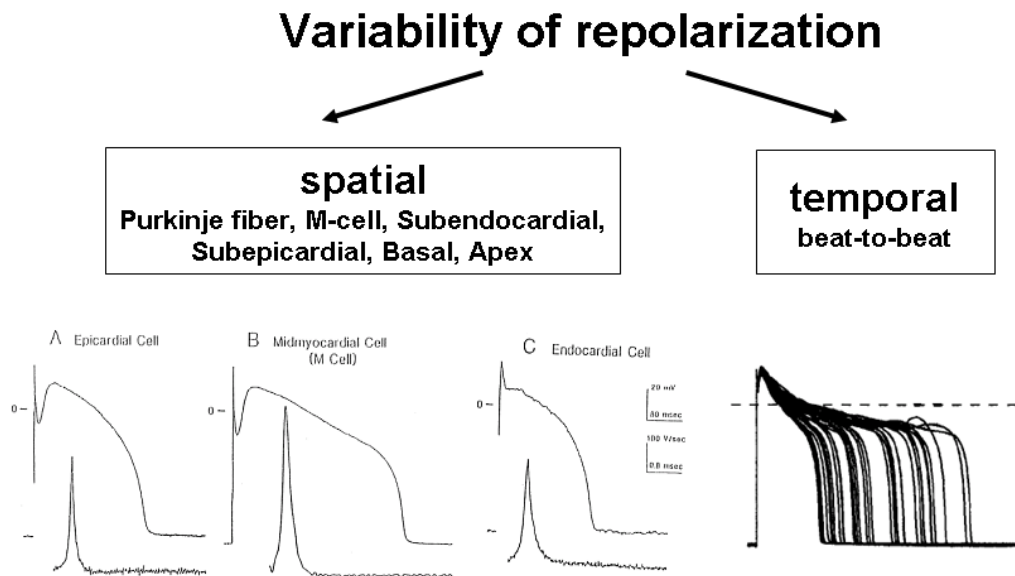 Variability of repolarization
spatial
Purkinje fiber, M-cell, Subendocardial,
Subepicardial, Basal, Apex
temporal
beat-to-beat
A Epicardial Cell
B Midmyocardial Cell
(M Cell)
C Endocardial Cell
0
0
0
20 mV
80 msec
100 V/sec
0.8 msec